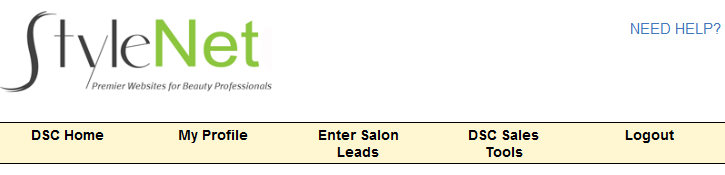 StyleNet
Premier Websites for Beauty Professionals
NEED HELP?
DSC Home
My Profile
Enter Salon
Leads
DSC Sales
Tools
Logout